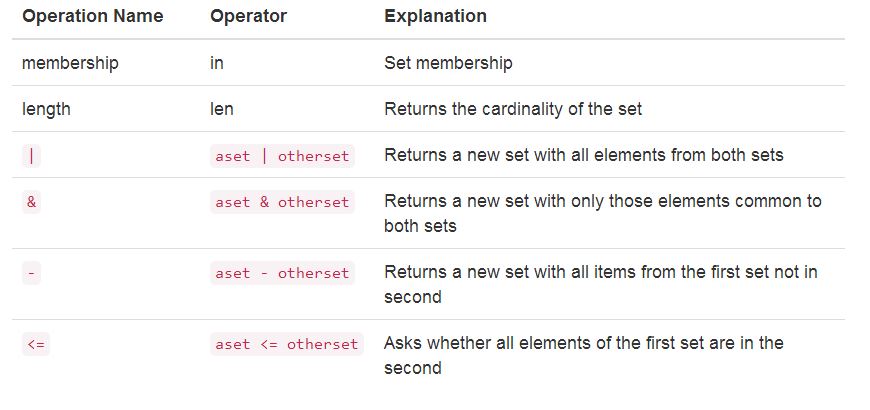 Operation Name Operator Explanation
membership in Set membership
length len Returns the cardinality of the set
| aset | otherset Returns a new set with all elements from both sets
& aset & otherset Returns a new set with only those elements common to
both sets
- aset - otherset Returns a new set with all items from the first set not in
second
<= aset <= otherset Asks whether all elements of the first set are in the
second